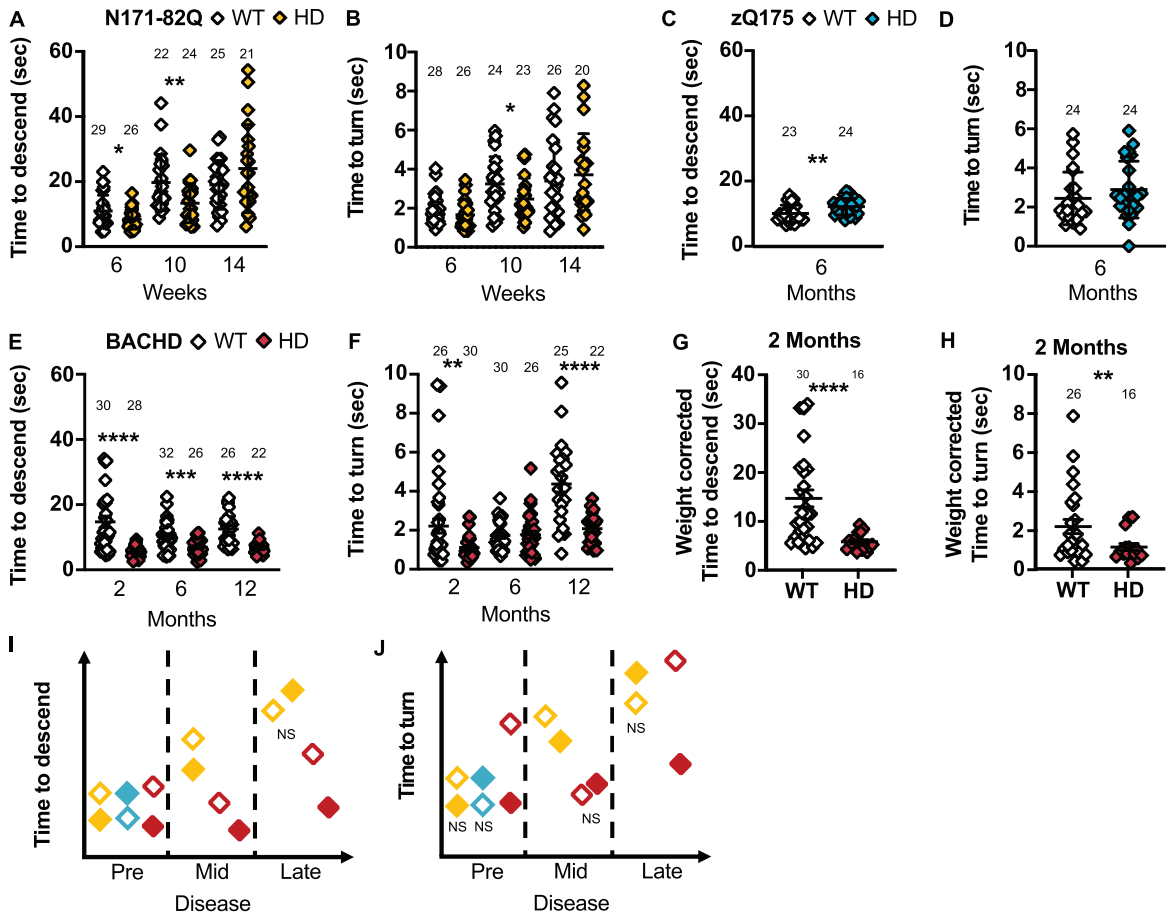 A N171-82Q WT HD
Time to descend (sec)
60
40
20
0
29 26 22 24 25 21
* **
6 10 14
Weeks
B
Time to turn (sec)
10
8
6
4
2
0
28 26 24 23 26 20
*
6 10 14
Weeks
C zQ175 WT HD
Time to descend (sec)
60
40
20
0
23 24
**
6
Months
D
Time to turn (sec)
10
8
6
4
2
0
24 24
6
Months
E BACHD WT HD
Time to descend (sec)
60
40
20
0
30 28 32 26 26 22
**** *** ****
2 6 12
Months
F
Time to turn (sec)
10
8
6
4
2
0
26 30 30 26 25 22
** ****
2 6 12
Months
G 2 Months
Weight corrected
Time to descend (sec)
40
30
20
10
0
30 16
****
WT HD
H 2 Months
Weight corrected
Time to turn (sec)
10
8
6
4
2
0
26 16
**
WT HD
I
Time to descend
NS
Pre Mid Late
Disease
J
Time to turn
NS NS NS NS
Pre Mid Late
Disease